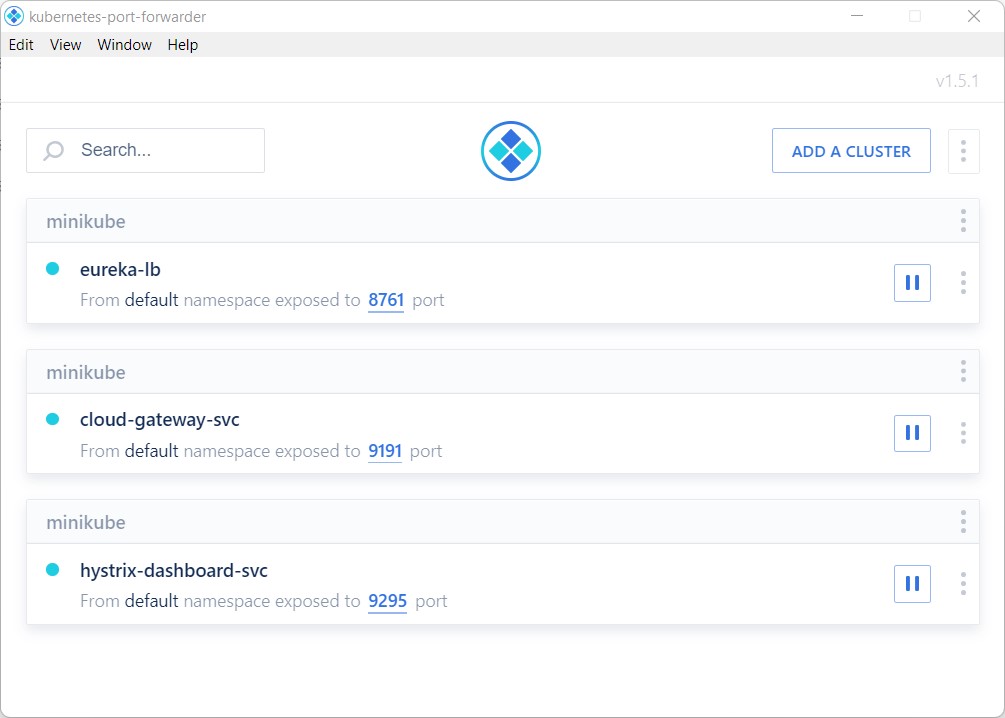 kubernetes-port-forwarder
Edit View Window Help
v1.5.1
Search...
ADD A CLUSTER
minikube
eureka-lb
From default namespace exposed to 8761 port
minikube
cloud-gateway-svc
From default namespace exposed to 9191 port
minikube
hystrix-dashboard-svc
From default namespace exposed to 9295 port